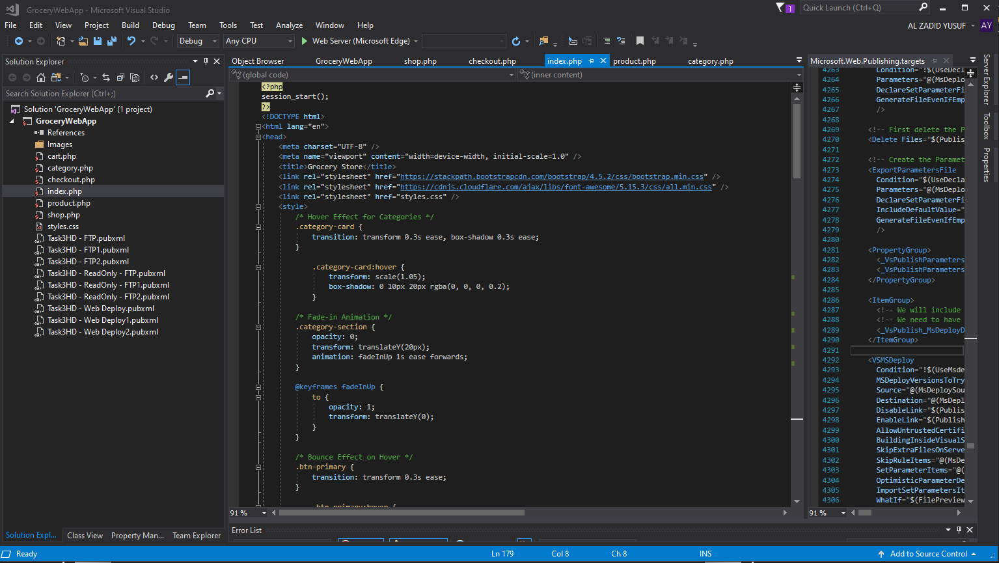 GroceryWebApp - Microsoft Visual Studio
1
Quick Launch (Ctrl+Q)
File Edit View Project Build Debug Team Tools Test Analyze Window Help
AL ZADID YUSUF AY
Debug Any CPU Web Server (Microsoft Edge)
Solution Explorer
Search Solution Explorer (Ctrl+;)
Solution 'GroceryWebApp' (1 project)
GroceryWebApp
References
Images
cart.php
category.php
checkout.php
index.php
product.php
shop.php
styles.css
Task3HD - FTP.pubxml
Task3HD - FTP1.pubxml
Task3HD - FTP2.pubxml
Task3HD - ReadOnly - FTP.pubxml
Task3HD - ReadOnly - FTP1.pubxml
Task3HD - ReadOnly - FTP2.pubxml
Task3HD - Web Deploy.pubxml
Task3HD - Web Deploy1.pubxml
Task3HD - Web Deploy2.pubxml
Solution Expl... Class View Property Man... Team Explorer
Object Browser GroceryWebApp shop.php checkout.php index.php product.php category.php
(global code) (inner content)
<?php
session_start();
?>
<!DOCTYPE html>
<html lang="en">
<head>
<meta charset="UTF-8" />
<meta name="viewport" content="width=device-width, initial-scale=1.0" />
<title>Grocery Store</title>
<link rel="stylesheet" href="https://stackpath.bootstrapcdn.com/bootstrap/4.5.2/css/bootstrap.min.css" />
<link rel="stylesheet" href="https://cdnjs.cloudflare.com/ajax/libs/font-awesome/5.15.3/css/all.min.css" />
<link rel="stylesheet" href="styles.css" />
<style>
/* Hover Effect for Categories */
.category-card {
transition: transform 0.3s ease, box-shadow 0.3s ease;
}
.category-card:hover {
transform: scale(1.05);
box-shadow: 0 10px 20px rgba(0, 0, 0, 0.2);
}
/* Fade-in Animation */
.category-section {
opacity: 0;
transform: translateY(20px);
animation: fadeInUp 1s ease forwards;
}
@keyframes fadeInUp {
to {
opacity: 1;
transform: translateY(0);
}
}
/* Bounce Effect on Hover */
.btn-primary {
transition: transform 0.3s ease;
}
.btn-primary:hover {
91 %
Microsoft.Web.Publishing.targets
4263 Condition="!$(UseDecl
4264 Parameters="@(MsDeplo
4265 DeclareSetParameterFi
4266 GenerateFileEvenIfEmp
4267 />
4268
4269 <!-- First delete the P
4270 <Delete Files="$(Publis
4271
4272 <!-- Create the Paramet
4273 <ExportParametersFile
4274 Condition="$(UseDecla
4275 Parameters="@(MsDeplo
4276 DeclareSetParameterFi
4277 IncludeDefaultValue="
4278 GenerateFileEvenIfEmp
4279 />
4280
4281 <PropertyGroup>
4282 <_VsPublishParameters
4283 <_VsPublishParameters
4284 </PropertyGroup>
4285
4286 <ItemGroup>
4287 <!-- We will include
4288 <!-- We need to have
4289 <_VsPublish_MsDeployD
4290 </ItemGroup>
4291
4292 <VSMSDeploy
4293 Condition="!$(UseMsde
4294 MSDeployVersionsToTry
4295 Source="@(MsDeploySou
4296 Destination="@(MsDepl
4297 DisableLink="$(Publis
4298 EnableLink="$(Publish
4299 AllowUntrustedCertifi
4300 BuildingInsideVisualS
4301 SkipExtraFilesOnServe
4302 SkipRuleItems="@(MsDe
4303 SetParameterItems="@(
4304 OptimisticParameterDe
4305 ImportSetParametersIt
4306 WhatIf="$(FilePreview
91 %
Server Explorer
Toolbox
Properties
Error List
Ready Ln 179 Col 8 Ch 8 INS Add to Source Control